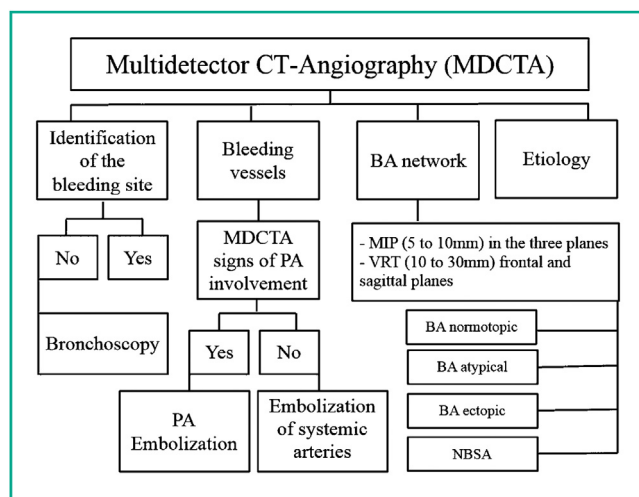 Multidetector CT-Angiography (MDCTA)
Identification
of the
bleeding site
Bleeding
vessels
BA network
Etiology
No
Yes
MDCTA
signs of PA
involvement
- MIP (5 to 10mm) in the three planes
- VRT (10 to 30mm) frontal and
sagittal planes
Bronchoscopy
Yes
No
BA normotopic
BA atypical
BA ectopic
NBSA
PA
Embolization
Embolization
of systemic
arteries